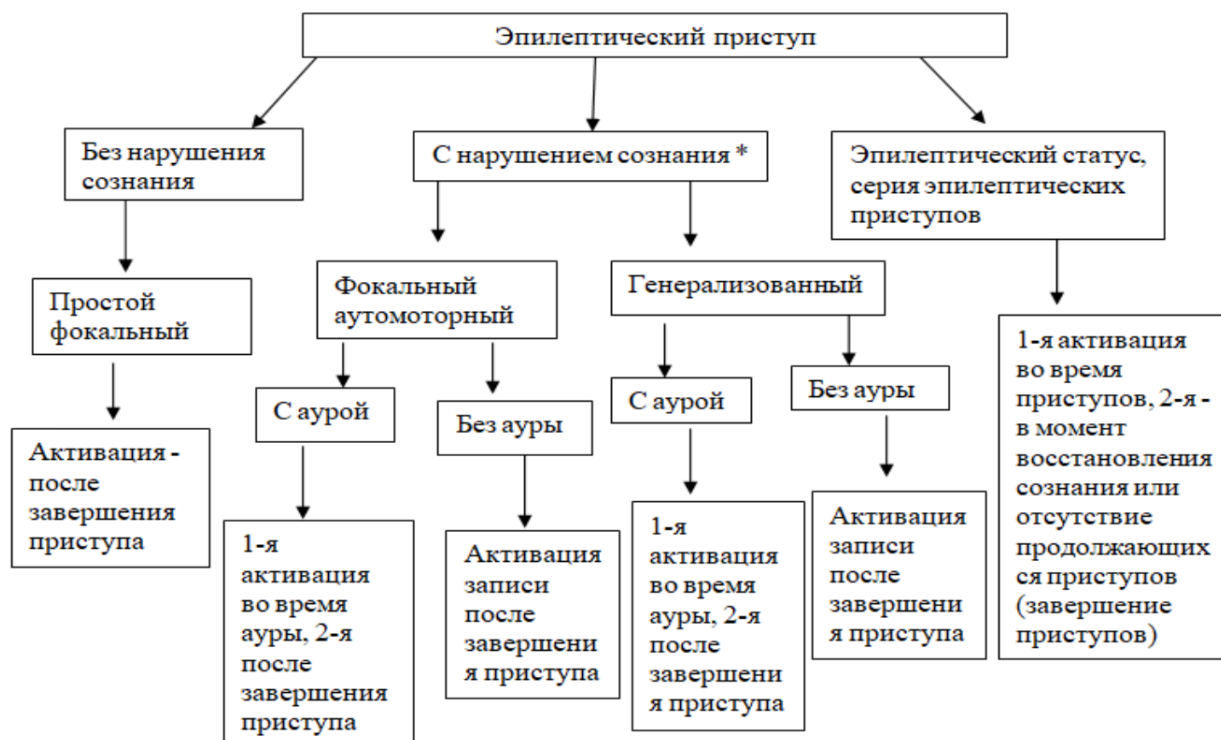 Эпилептический приступ
Без нарушения
сознания
С нарушением сознания *
Эпилептический статус,
серия эпилептических
приступов
Простой
фокальный
Фокальный
аутомоторный
Генерализованный
С аурой
Без ауры
С аурой
Без ауры
Активация -
после
завершения
приступа
1-я
активация
во время
ауры, 2-я
после
завершения
приступа
Активация
записи
после
завершени
я приступа
1-я
активация
во время
ауры, 2-я
после
завершени
я приступа
Активация
записи
после
завершени
я приступа
1-я активация
во время
приступов, 2-я -
в момент
восстановления
сознания или
отсутствие
продолжающих
ся приступов
(завершение
приступов)